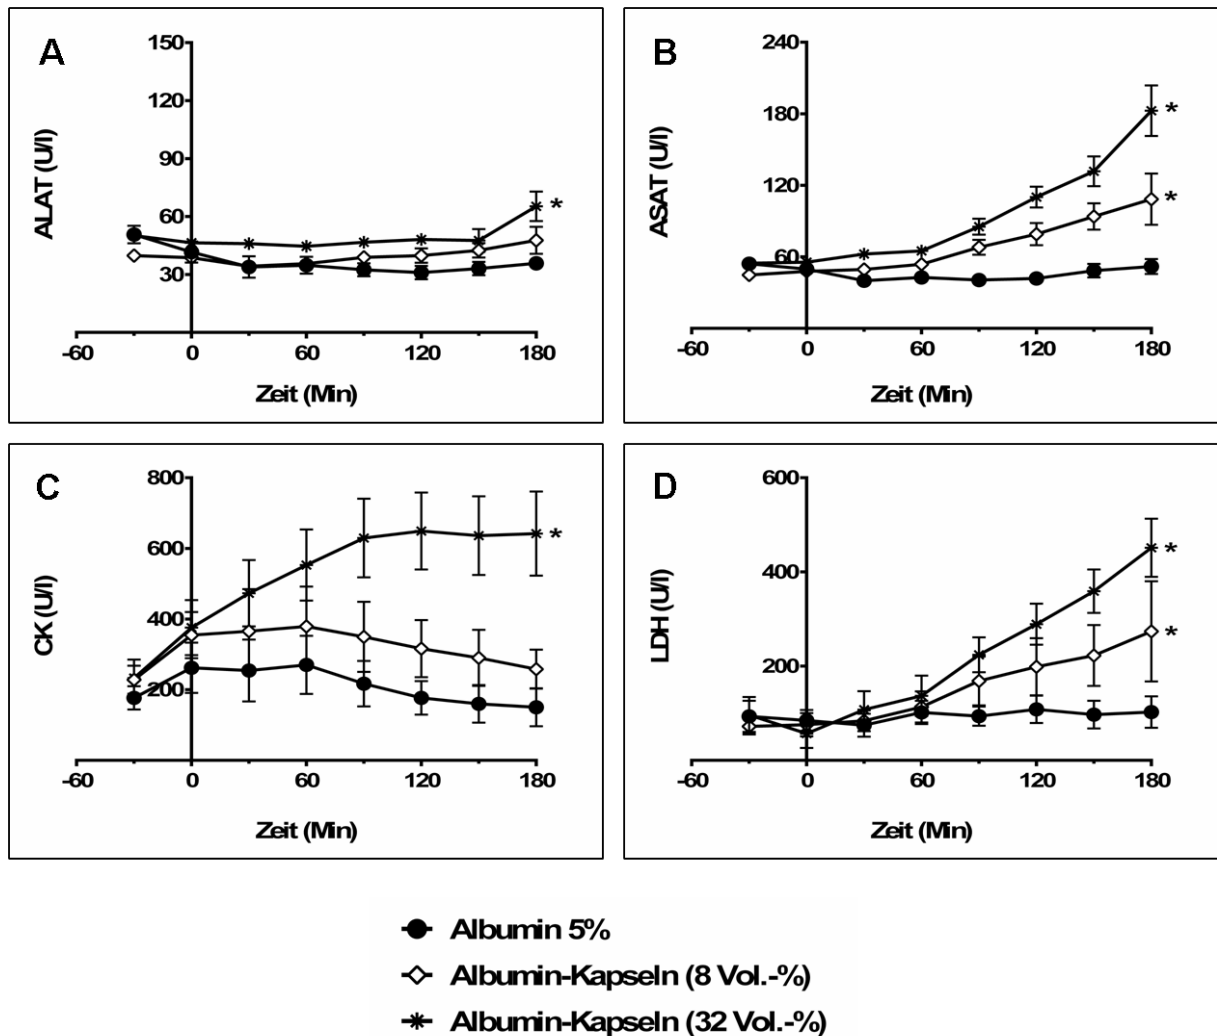 A
ALAT (U/l)
150
120
90
60
30
-60 0 60 120 180
Zeit (Min)
*
B
ASAT (U/l)
240
180
120
60
-60 0 60 120 180
Zeit (Min)
*
*
C
CK (U/l)
800
600
400
200
-60 0 60 120 180
Zeit (Min)
*
D
LDH (U/l)
600
400
200
-60 0 60 120 180
Zeit (Min)
*
*
Albumin 5%
Albumin-Kapseln (8 Vol.-%)
Albumin-Kapseln (32 Vol.-%)